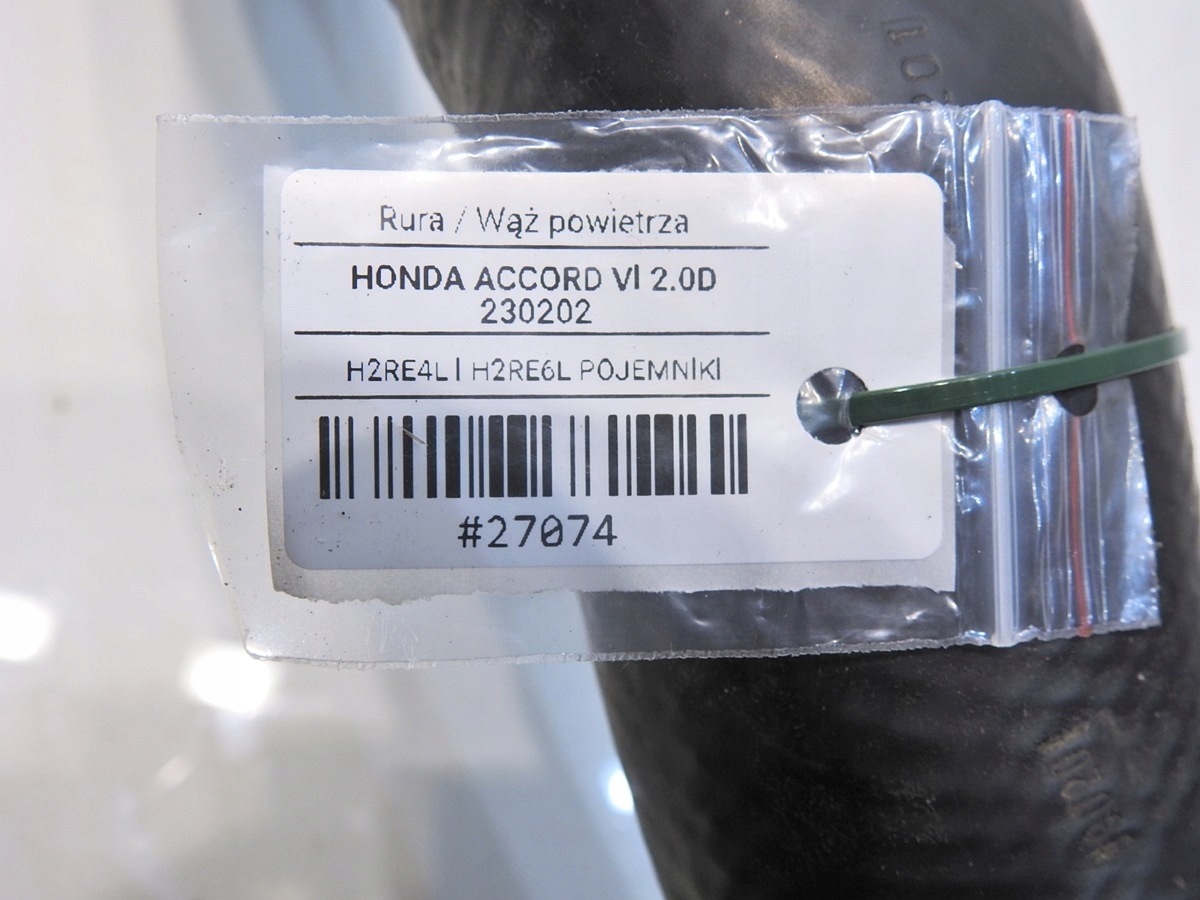 Rura / Wąż powietrza
HONDA ACCORD VI 2.0D
230202
H2RE4L | H2RE6L POJEMNIKI
#27074